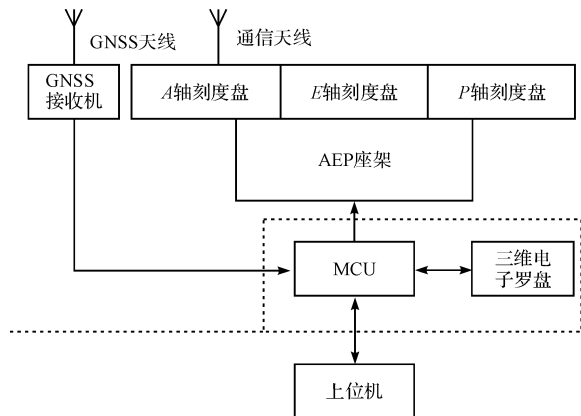 GNSS天线
通信天线
GNSS
接收机
A轴刻度盘
E轴刻度盘
P轴刻度盘
AEP座架
MCU
三维电
子罗盘
上位机